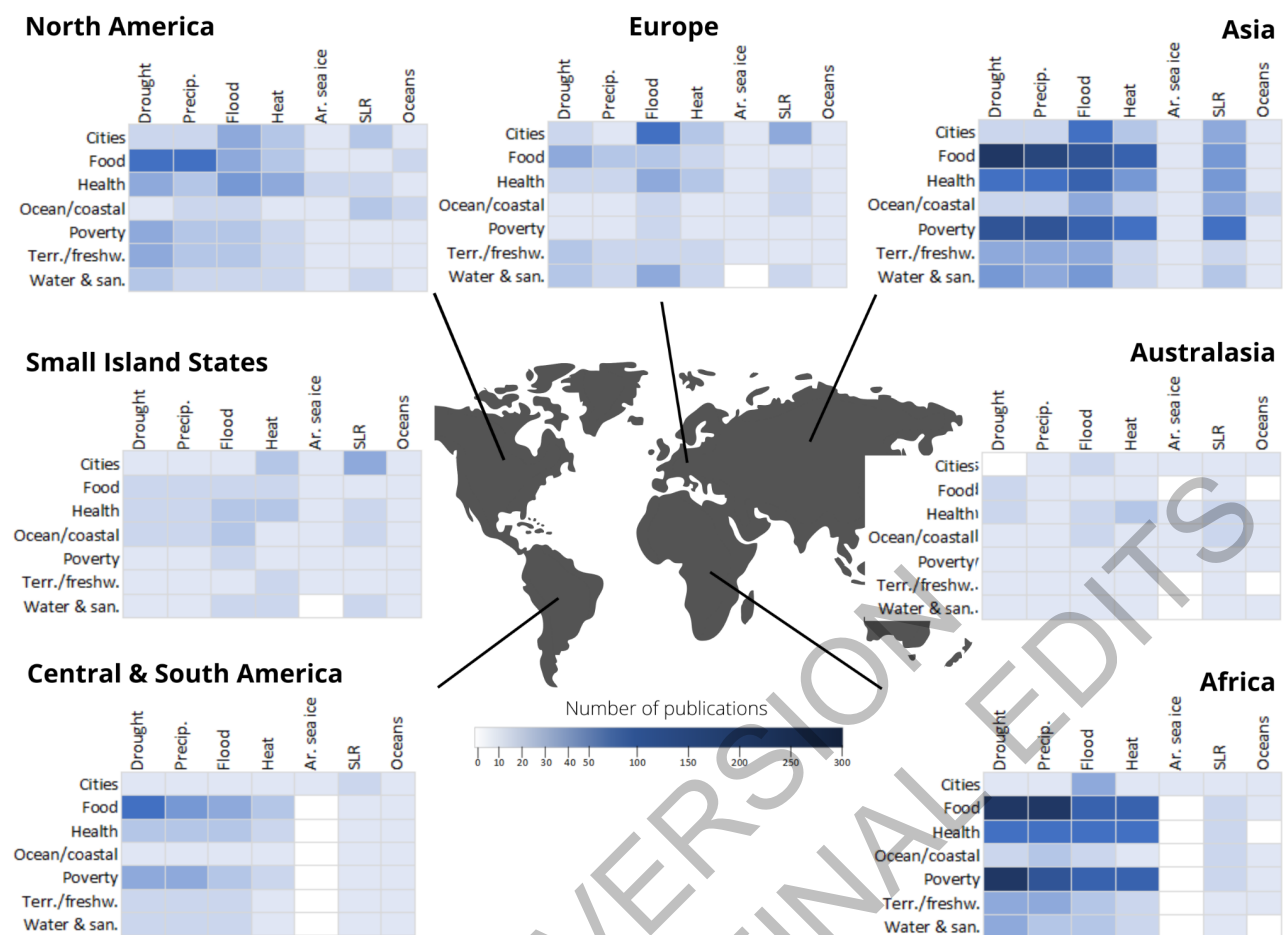 North America
Drought Precip. Flood Heat Ar. sea ice SLR Oceans
Cities
Food
Health
Ocean/coastal
Poverty
Terr./freshw.
Water & san.
Europe
Drought Precip. Flood Heat Ar. sea ice SLR Oceans
Cities
Food
Health
Ocean/coastal
Poverty
Terr./freshw.
Water & san.
Asia
Drought Precip. Flood Heat Ar. sea ice SLR Oceans
Cities
Food
Health
Ocean/coastal
Poverty
Terr./freshw.
Water & san.
Small Island States
Drought Precip. Flood Heat Ar. sea ice SLR Oceans
Cities
Food
Health
Ocean/coastal
Poverty
Terr./freshw.
Water & san.
Australasia
Drought Precip. Flood Heat Ar. sea ice SLR Oceans
Cities
Food
Health
Ocean/coastal
Poverty
Terr./freshw.
Water & san.
Central & South America
Drought Precip. Flood Heat Ar. sea ice SLR Oceans
Cities
Food
Health
Ocean/coastal
Poverty
Terr./freshw.
Water & san.
Number of publications
0 10 20 30 40 50 100 150 200 250 300
Africa
Drought Precip. Flood Heat Ar. sea ice SLR Oceans
Cities
Food
Health
Ocean/coastal
Poverty
Terr./freshw.
Water & san.
VERSION
FINAL EDITS